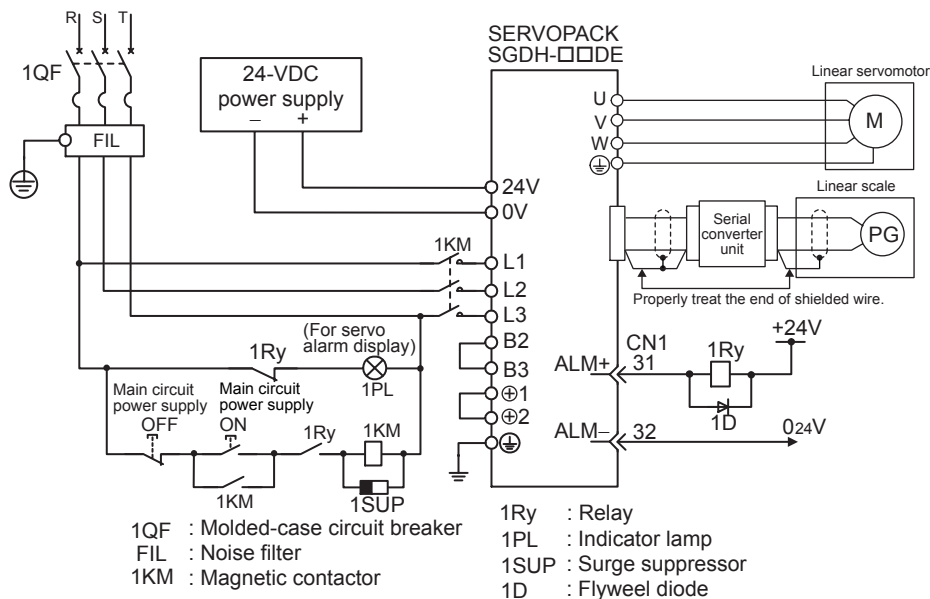 R S T
1QF
FIL
24-VDC
power supply
− +
SERVOPACK
SGDH-□□DE
U
V
W
24V
0V
Linear servomotor
M
Linear scale
Serial
converter
unit
PG
Properly treat the end of shielded wire.
1KM
L1
L2
L3
B2
B3
⊕1
⊕2
(For servo
alarm display)
1Ry
1PL
Main circuit
power supply
OFF
Main circuit
power supply
ON
1Ry
1KM
1KM
1SUP
CN1
ALM+ 31
1Ry
+24V
1D
ALM− 32
024V
1QF : Molded-case circuit breaker
FIL : Noise filter
1KM : Magnetic contactor
1Ry : Relay
1PL : Indicator lamp
1SUP : Surge suppressor
1D : Flyweel diode